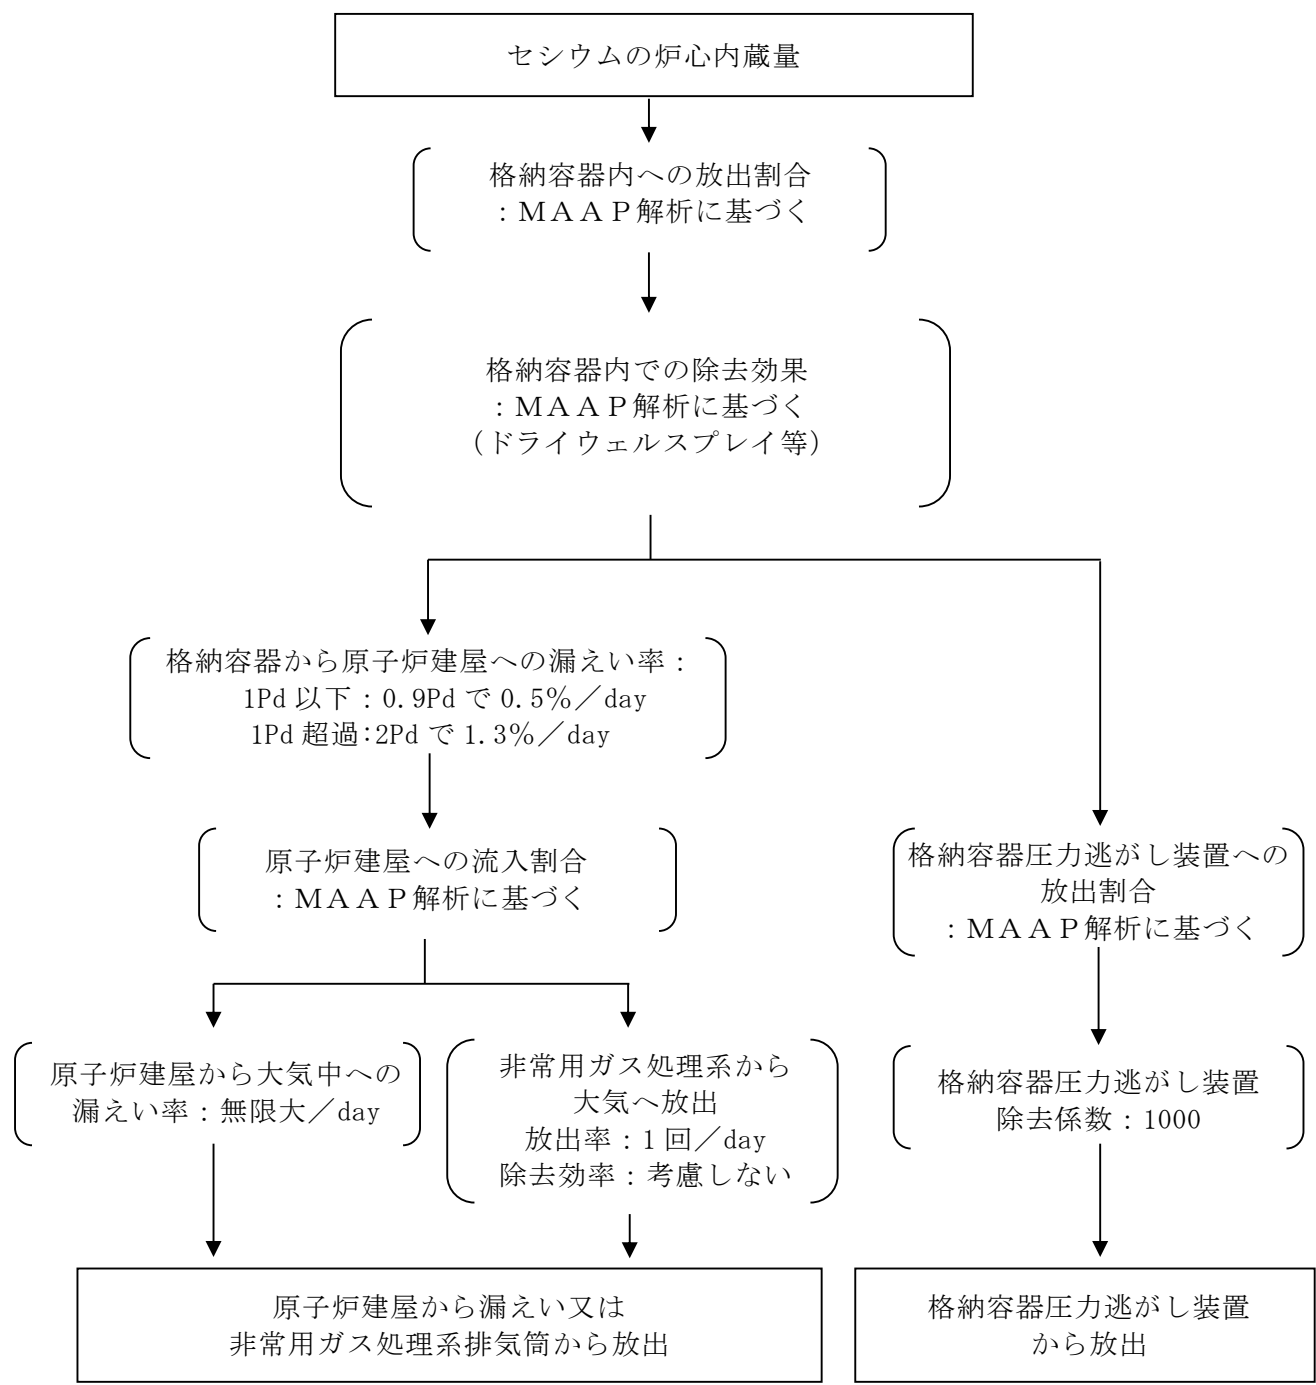 セシウムの炉心内蔵量
格納容器内への放出割合
：ＭＡＡＰ解析に基づく
格納容器内での除去効果
：ＭＡＡＰ解析に基づく
（ドライウェルスプレイ等）
格納容器から原子炉建屋への漏えい率：
1Pd 以下：0.9Pd で 0.5％／day
1Pd 超過：2Pd で 1.3％／day
原子炉建屋への流入割合
：ＭＡＡＰ解析に基づく
格納容器圧力逃がし装置への
放出割合
：ＭＡＡＰ解析に基づく
原子炉建屋から大気中への
漏えい率：無限大／day
非常用ガス処理系から
大気へ放出
放出率：1 回／day
除去効率：考慮しない
格納容器圧力逃がし装置
除去係数：1000
原子炉建屋から漏えい又は
非常用ガス処理系排気筒から放出
格納容器圧力逃がし装置
から放出